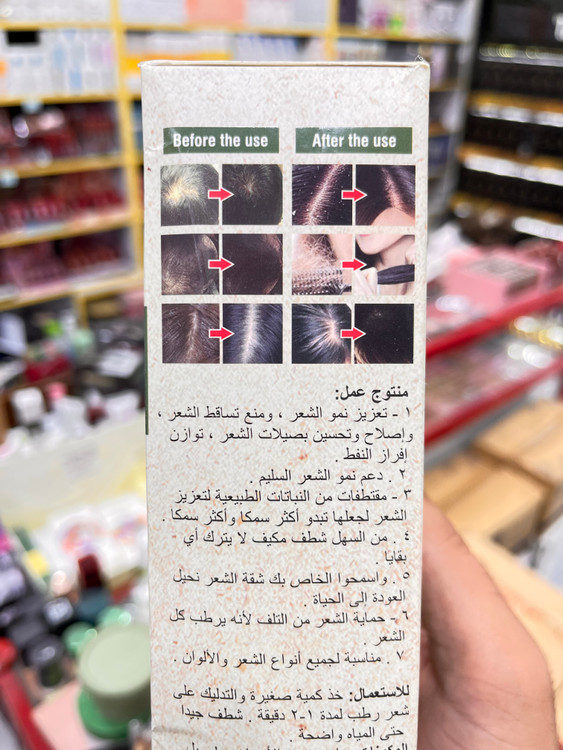 Before the use
After the use
منتوج عمل:
١ - تعزيز نمو الشعر ، ومنع تساقط الشعر ،
وإصلاح وتحسين بصيلات الشعر ، توازن
إفراز النفط .
٢ . دعم نمو الشعر السليم .
٣ - مقتطفات من النباتات الطبيعية لتعزيز
الشعر لجعلها تبدو أكثر سمكا وأكثر سمكا .
٤ . من السهل شطف مكيف لا يترك أي
بقايا .
٥ . واسمحوا الخاص بك شقة الشعر نحيل
العودة الى الحياة .
٦ - حماية الشعر من التلف لأنه يرطب كل
الشعر .
٧ . مناسبة لجميع أنواع الشعر والألوان .
للاستعمال: خذ كمية صغيرة والتدليك على
شعر رطب لمدة ١-٢ دقيقة . شطف جيدا
حتى المياه واضحة .